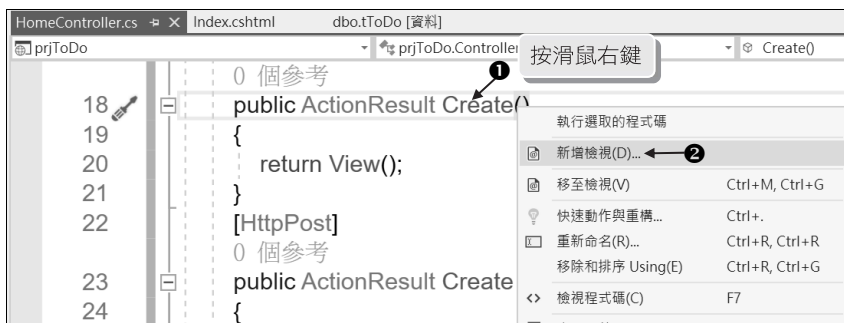 HomeController.cs Index.cshtml dbo.tToDo [資料]
prjToDo prjToDo.Controller Create()
按滑鼠右鍵
0 個參考
❶
18 public ActionResult Create()
執行選取的程式碼
19 {
20 return View();
新增檢視(D)... ❷
21 }
移至檢視(V) Ctrl+M, Ctrl+G
22 [HttpPost]
快速動作與重構... Ctrl+.
0 個參考
重新命名(R)... Ctrl+R, Ctrl+R
移除和排序 Using(E) Ctrl+R, Ctrl+G
23 public ActionResult Create
檢視程式碼(C) F7
24 {